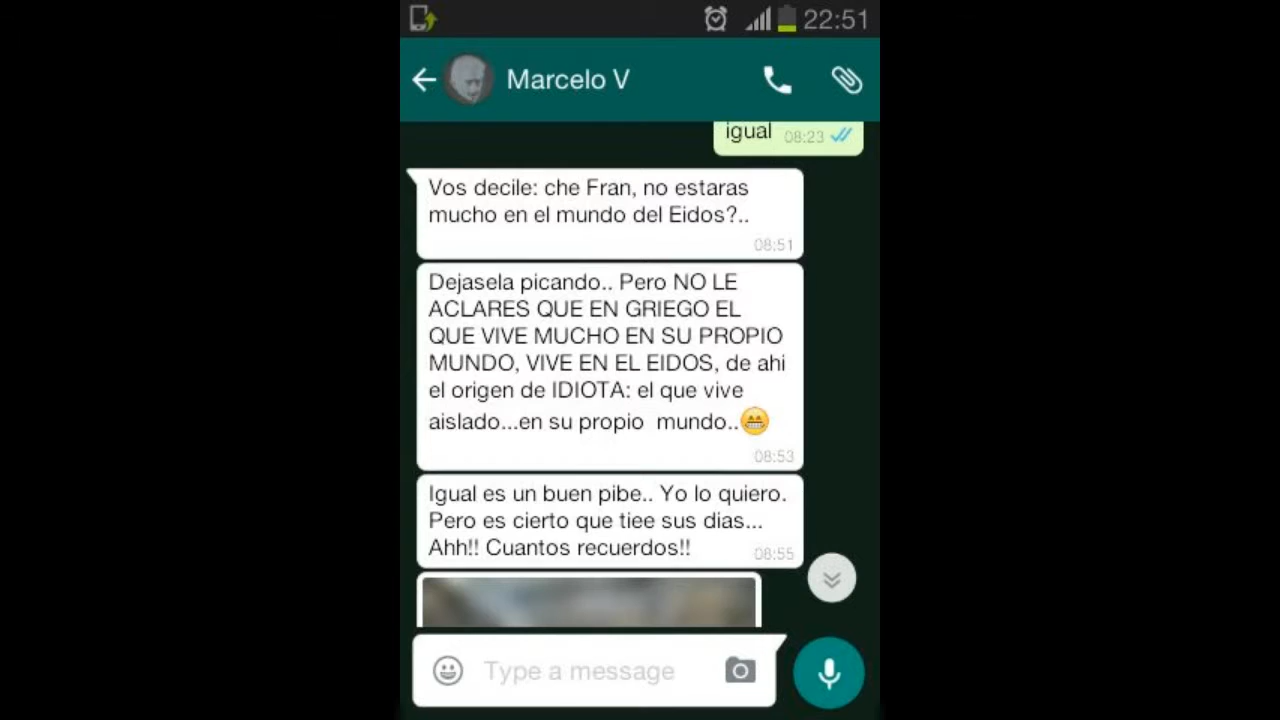 22:51
Marcelo V
igual 08:23
Vos decile: che Fran, no estaras
mucho en el mundo del Eidos?..
08:51
Dejasela picando.. Pero NO LE
ACLARES QUE EN GRIEGO EL
QUE VIVE MUCHO EN SU PROPIO
MUNDO, VIVE EN EL EIDOS, de ahi
el origen de IDIOTA: el que vive
aislado...en su propio mundo..😁
08:53
Igual es un buen pibe.. Yo lo quiero.
Pero es cierto que tiee sus dias...
Ahh!! Cuantos recuerdos!! 08:55
Type a message